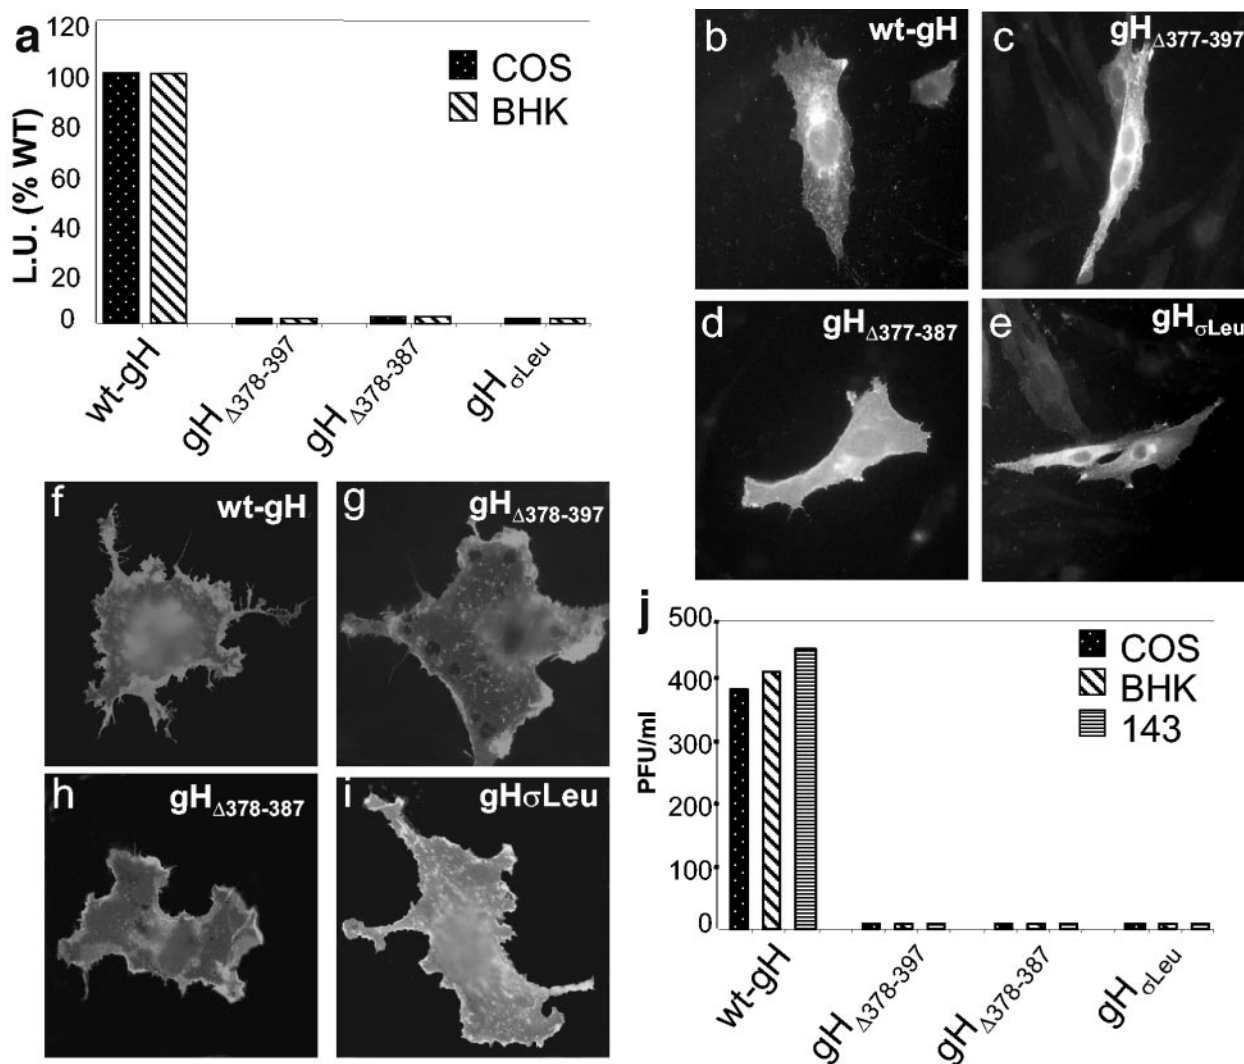 a
120
100
80
60
40
20
0
L.U. (% WT)
COS
BHK
wt-gH
gHΔ378-397
gHΔ378-387
gHσLeu
b
wt-gH
c
gHΔ377-397
d
gHΔ377-387
e
gHσLeu
f
wt-gH
g
gHΔ378-397
h
gHΔ378-387
i
gHσLeu
j
500
400
300
200
100
0
PFU/ml
COS
BHK
143
wt-gH
gHΔ378-397
gHΔ378-387
gHσLeu